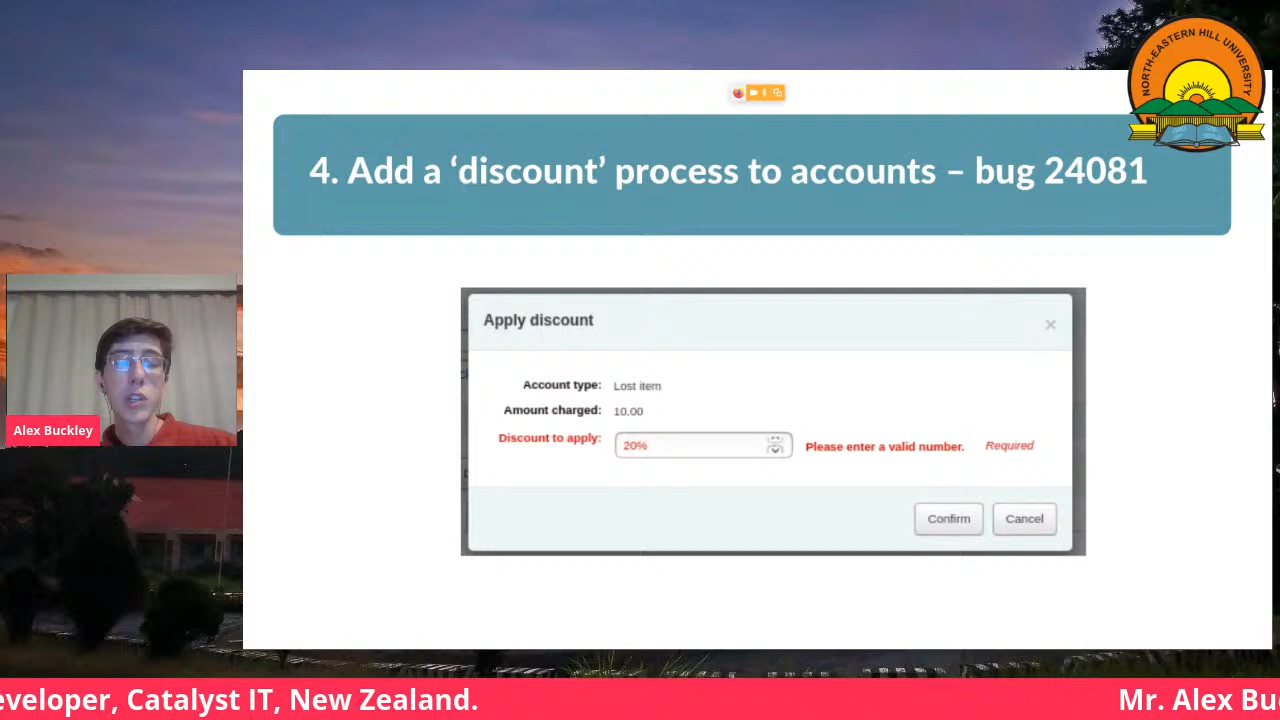 NORTH-EASTERN HILL UNIVERSITY
4. Add a ‘discount’ process to accounts – bug 24081
Apply discount
×
Account type: Lost item
Amount charged: 10.00
Discount to apply: 20% Please enter a valid number. Required
Confirm Cancel
Alex Buckley
eveloper, Catalyst IT, New Zealand. Mr. Alex Bu